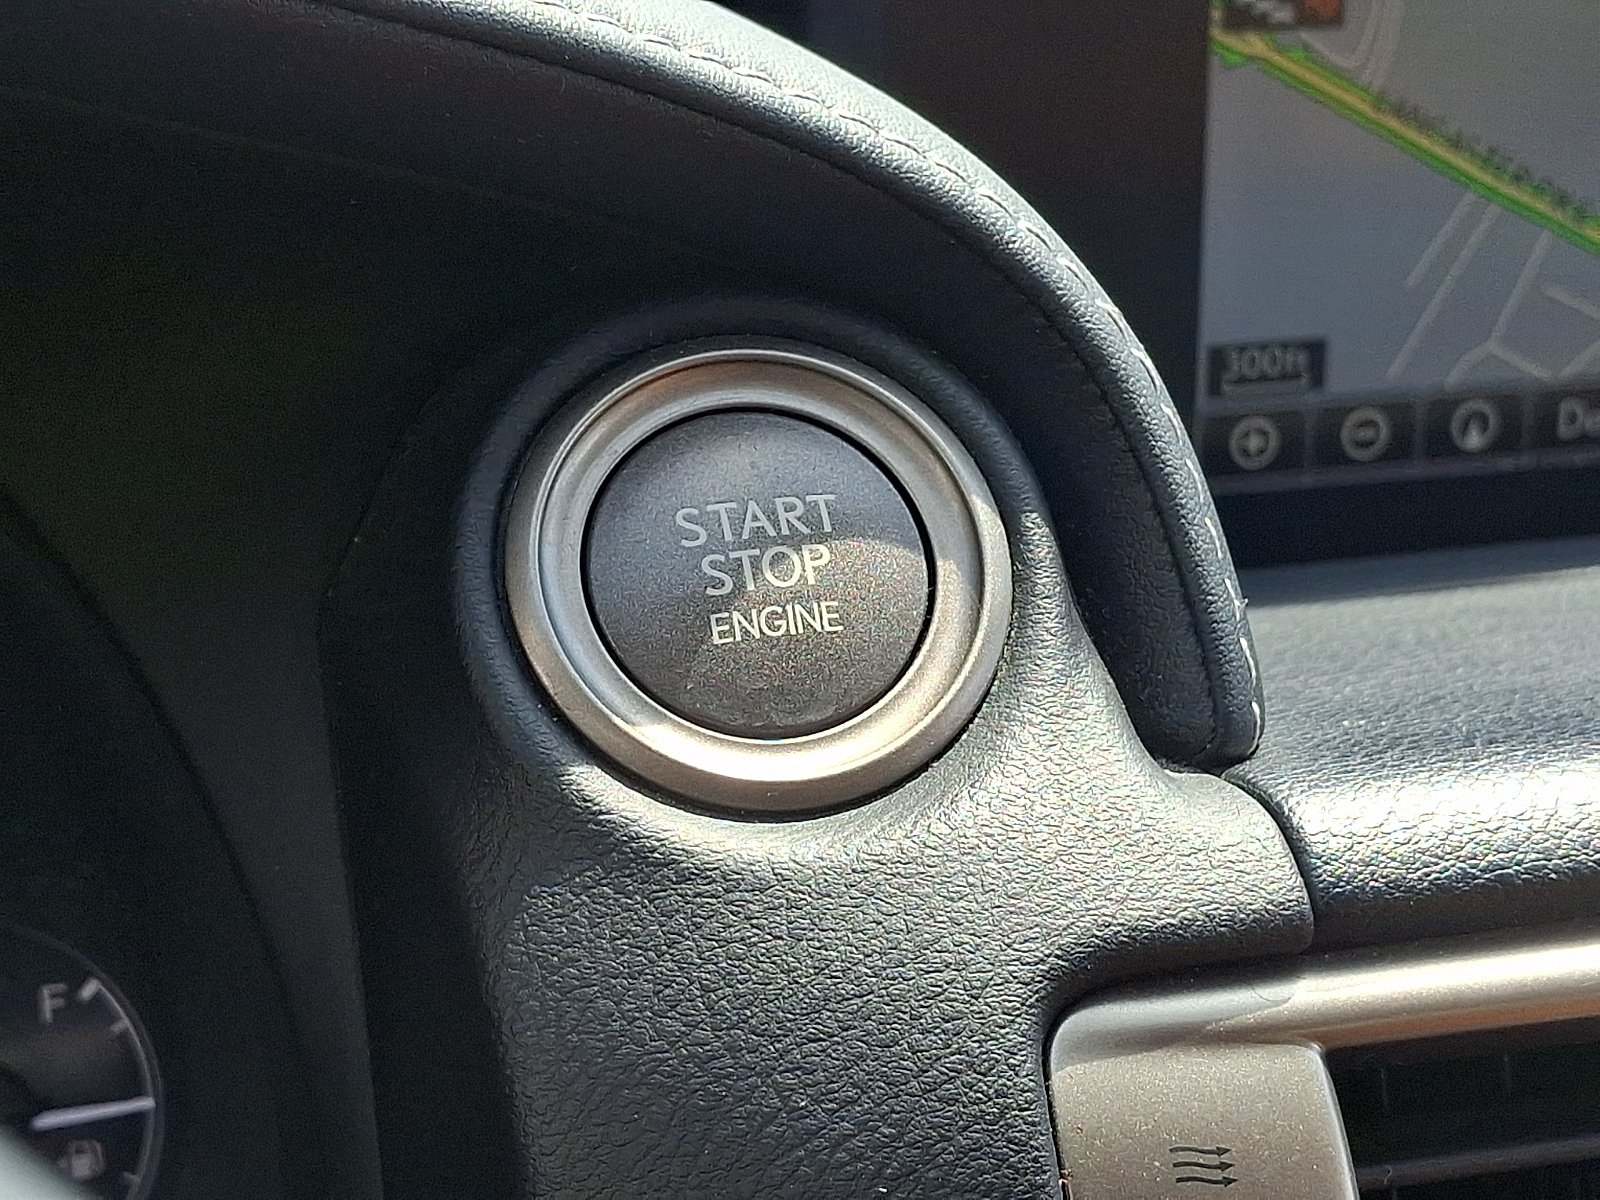 300ft
START
STOP
ENGINE
F